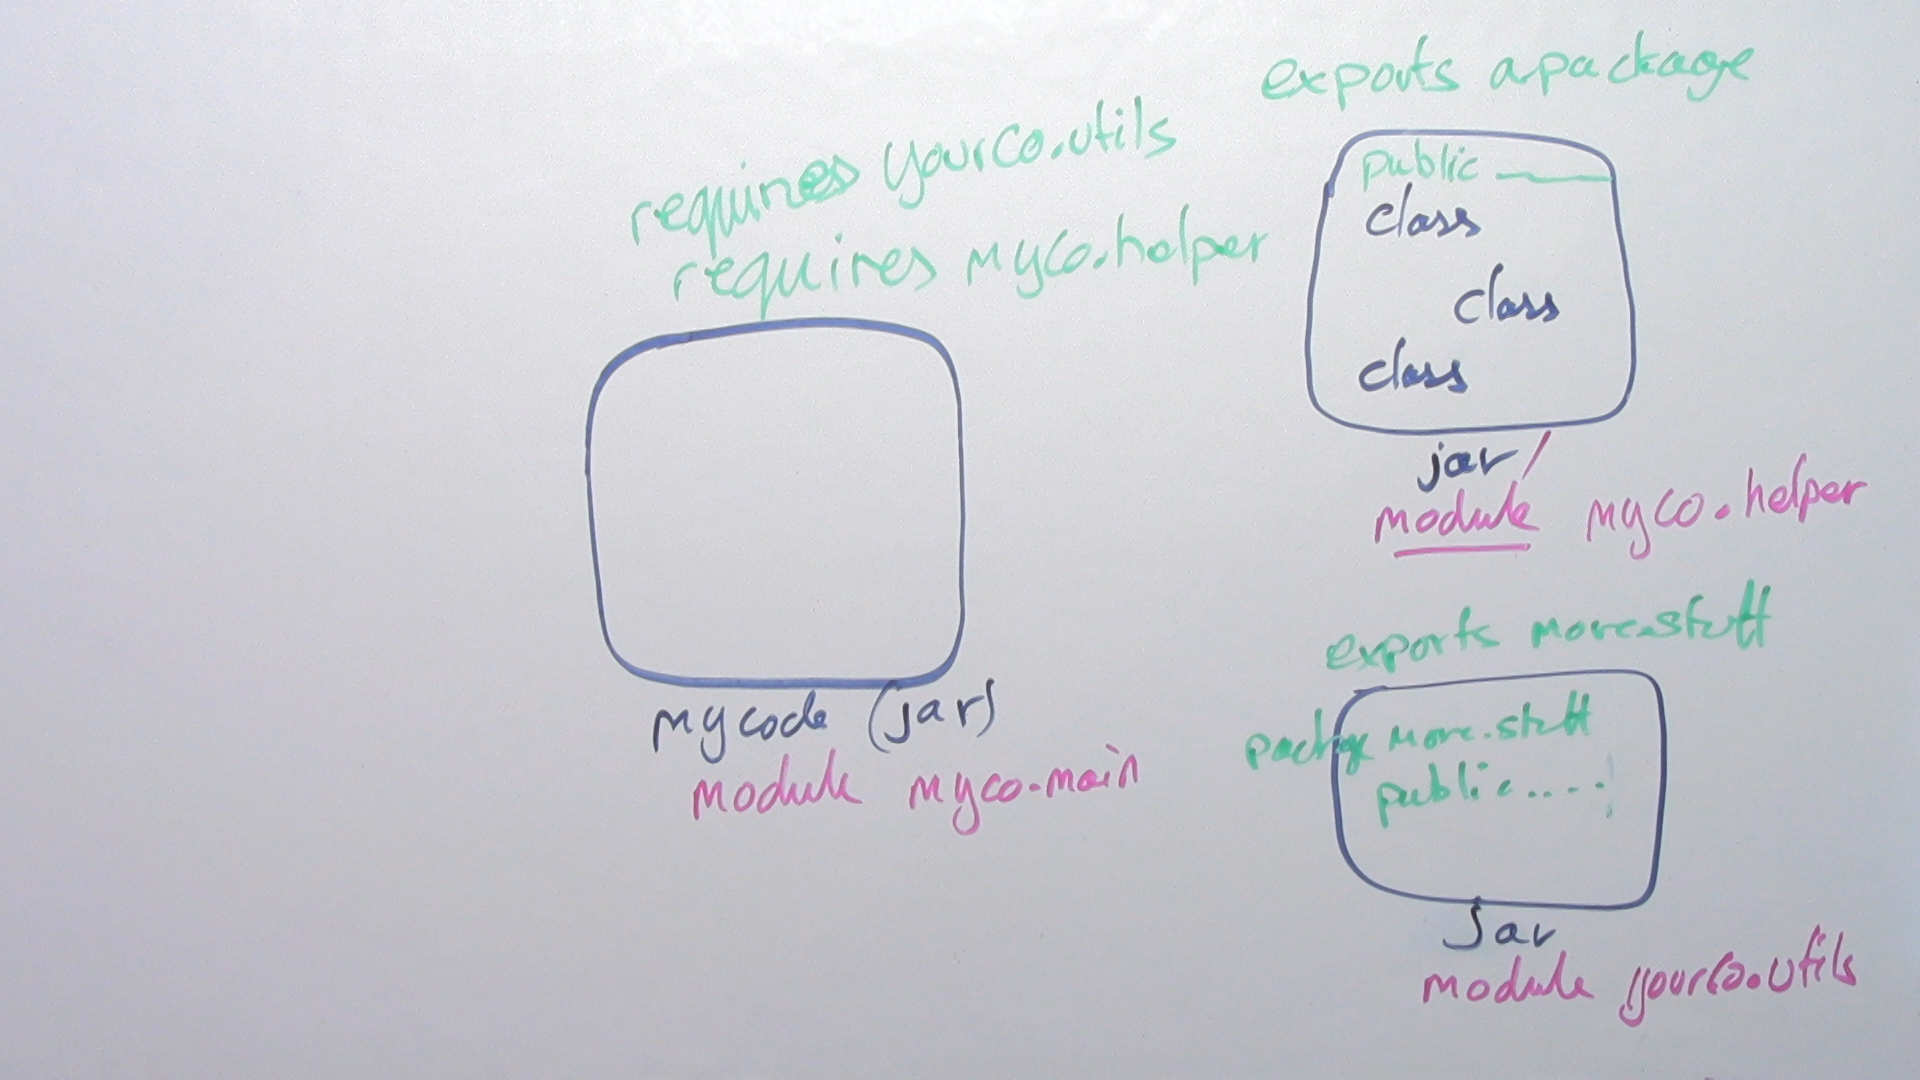 requires yourco.utils
requires myco.helper
mycode (jar)
module myco.main
exports a.package
public
class
class
class
jar/
module myco.helper
exports more.stuff
package more.stuff
public....
Jar
module yourco.utils